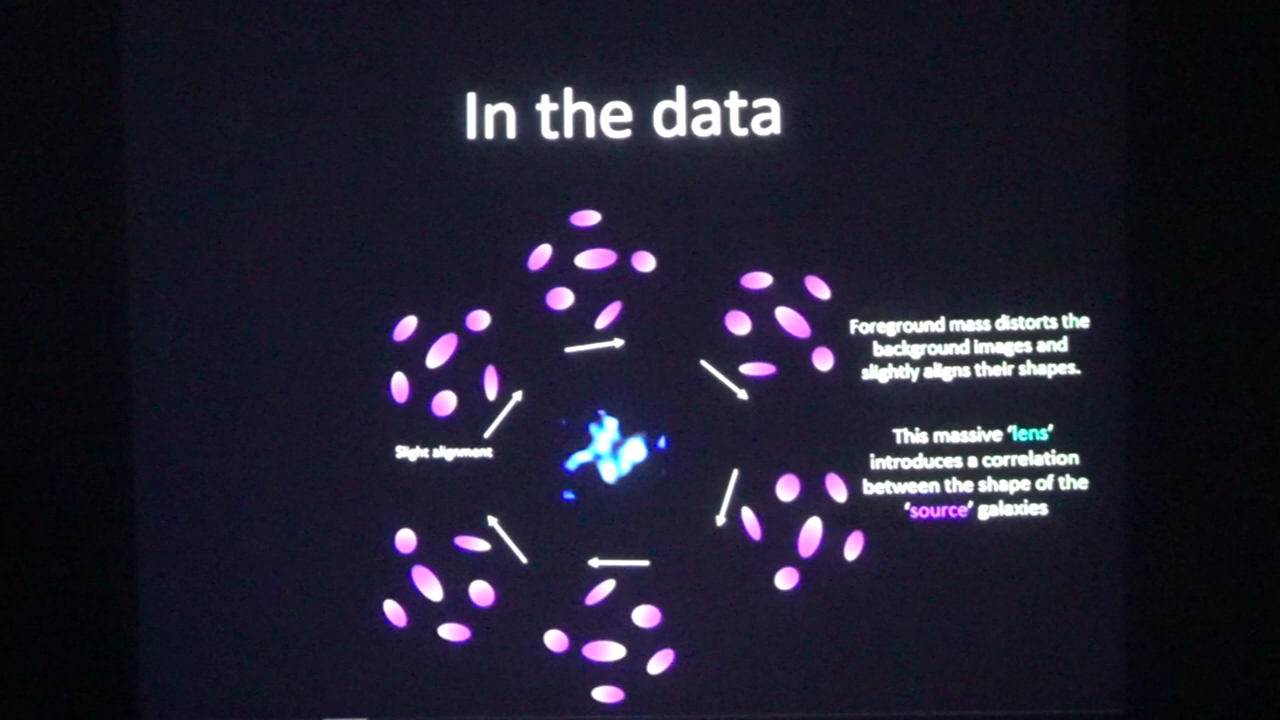 In the data
Foreground mass distorts the
background images and
slightly aligns their shapes.
Slight alignment
This massive 'lens'
introduces a correlation
between the shape of the
'source' galaxies